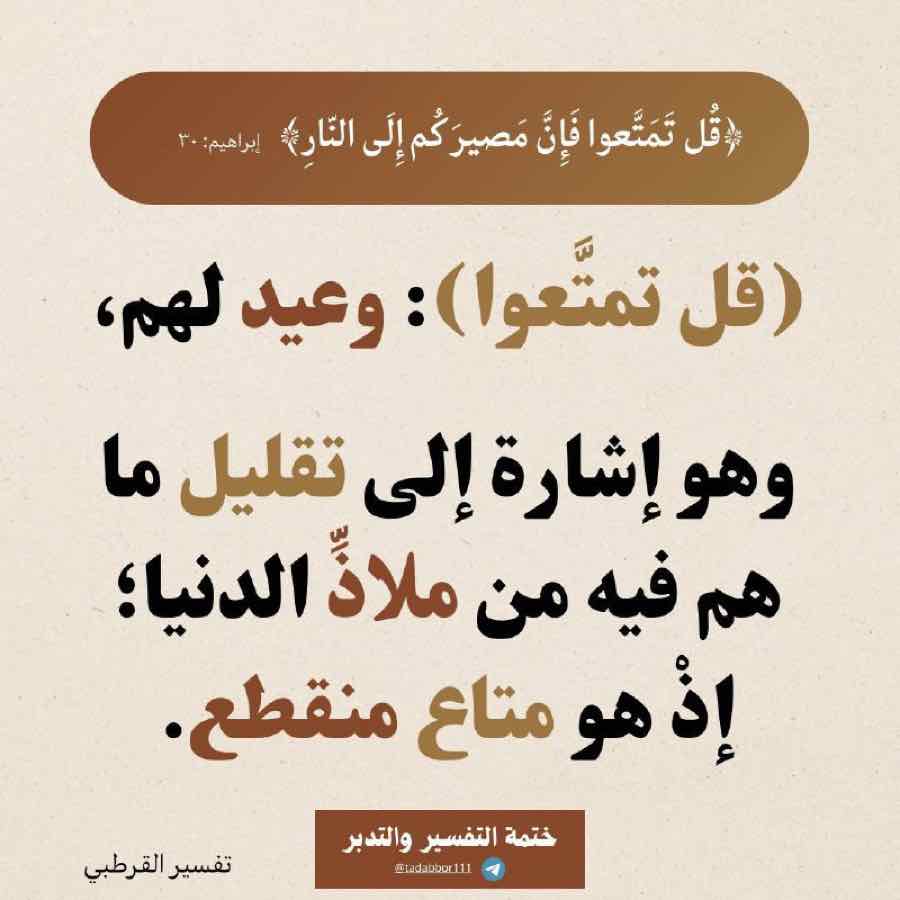 ﴿قُل تَمَتَّعوا فَإِنَّ مَصيرَكُم إِلَى النّارِ﴾ إبراهيم: ٣٠
(قل تمتَّعوا): وعيد لهم،
وهو إشارة إلى تقليل ما
هم فيه من ملاذِّ الدنيا؛
إذْ هو متاع منقطع.
ختمة التفسير والتدبر
@tadabbor111
تفسير القرطبي